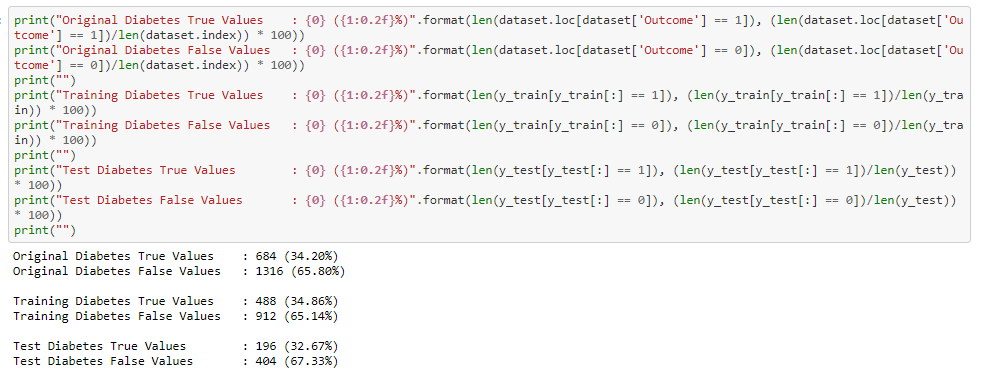 print("Original Diabetes True Values    : {0} ({1:0.2f}%)".format(len(dataset.loc[dataset['Outcome'] == 1]), (len(dataset.loc[dataset['Ou
tcome'] == 1])/len(dataset.index)) * 100))
print("Original Diabetes False Values   : {0} ({1:0.2f}%)".format(len(dataset.loc[dataset['Outcome'] == 0]), (len(dataset.loc[dataset['Ou
tcome'] == 0])/len(dataset.index)) * 100))
print("")
print("Training Diabetes True Values    : {0} ({1:0.2f}%)".format(len(y_train[y_train[:] == 1]), (len(y_train[y_train[:] == 1])/len(y_tra
in)) * 100))
print("Training Diabetes False Values   : {0} ({1:0.2f}%)".format(len(y_train[y_train[:] == 0]), (len(y_train[y_train[:] == 0])/len(y_tra
in)) * 100))
print("")
print("Test Diabetes True Values        : {0} ({1:0.2f}%)".format(len(y_test[y_test[:] == 1]), (len(y_test[y_test[:] == 1])/len(y_test))
* 100))
print("Test Diabetes False Values       : {0} ({1:0.2f}%)".format(len(y_test[y_test[:] == 0]), (len(y_test[y_test[:] == 0])/len(y_test))
* 100))
print("")
Original Diabetes True Values    : 684 (34.20%)
Original Diabetes False Values   : 1316 (65.80%)
Training Diabetes True Values    : 488 (34.86%)
Training Diabetes False Values   : 912 (65.14%)
Test Diabetes True Values        : 196 (32.67%)
Test Diabetes False Values       : 404 (67.33%)